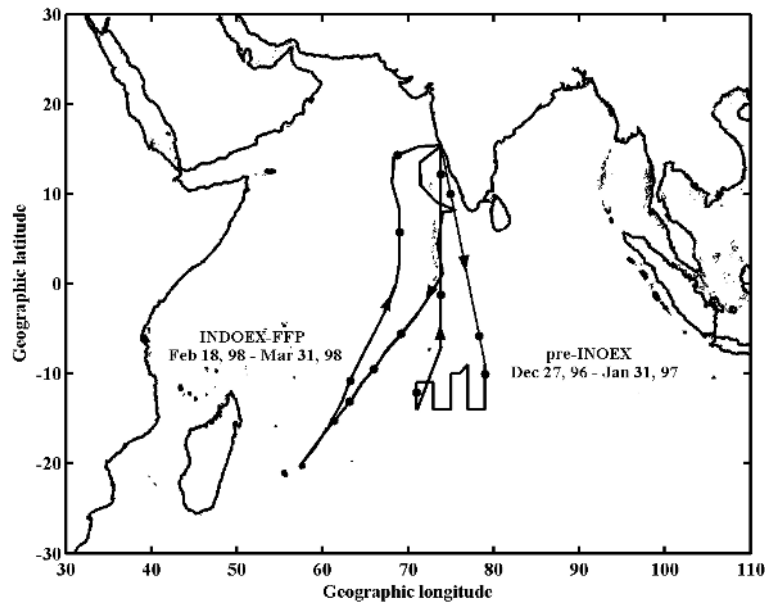 30
20
10
0
-10
-20
-30
Geographic latitude
INDOEX-FFP
Feb 18, 98 - Mar 31, 98
pre-INOEX
Dec 27, 96 - Jan 31, 97
30 40 50 60 70 80 90 100 110
Geographic longitude